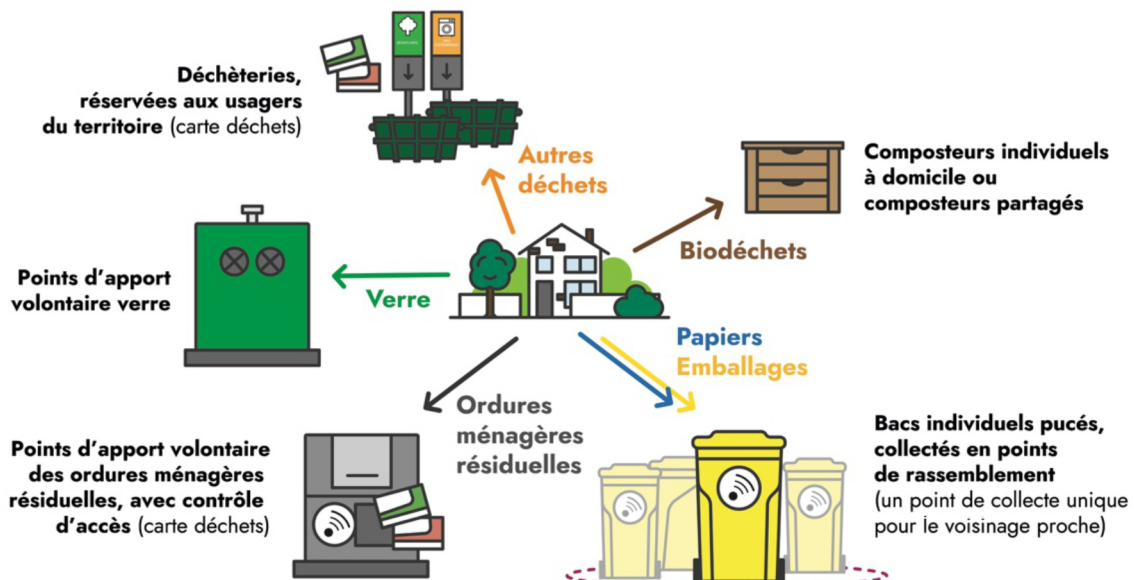 Déchèteries,
réservées aux usagers
du territoire (carte déchets)
Autres
déchets
Composteurs individuels
à domicile ou
composteurs partagés
Biodéchets
Points d'apport
volontaire verre
Verre
Papiers
Emballages
Ordures
ménagères
résiduelles
Points d'apport volontaire
des ordures ménagères
résiduelles, avec contrôle
d'accès (carte déchets)
Bacs individuels pucés,
collectés en points
de rassemblement
(un point de collecte unique
pour le voisinage proche)